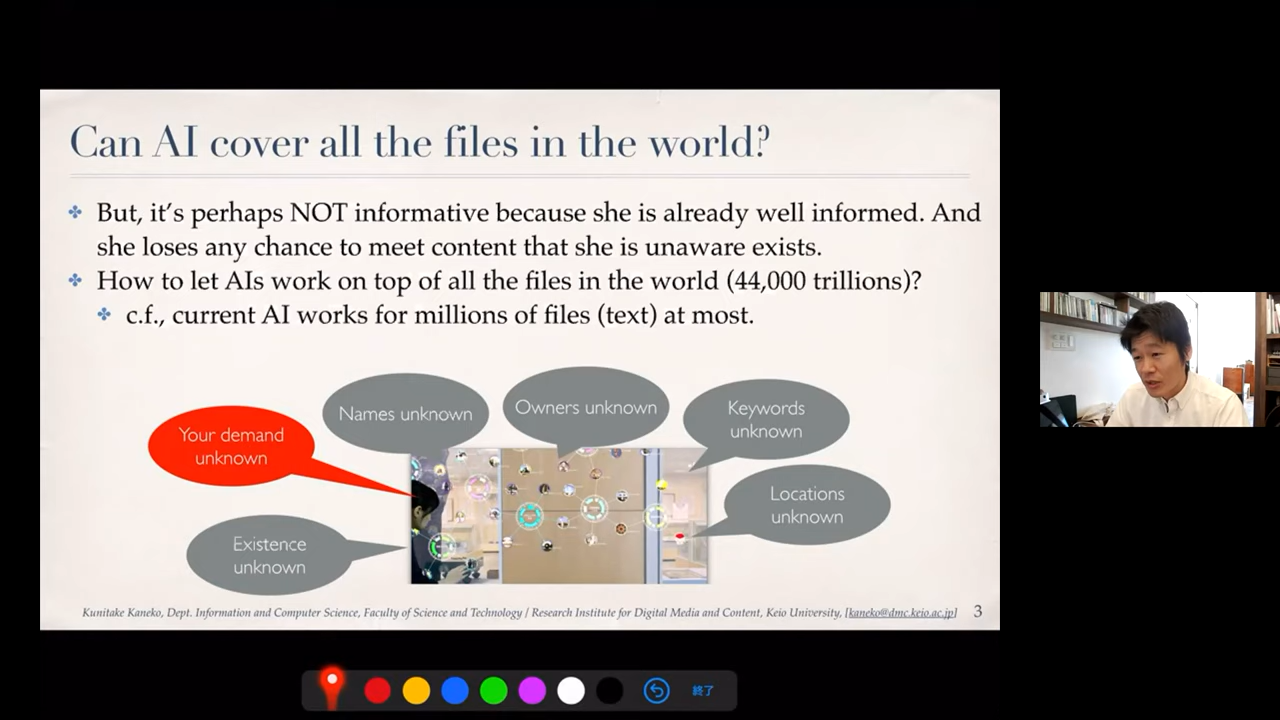 Can AI cover all the files in the world?
But, it's perhaps NOT informative because she is already well informed. And
she loses any chance to meet content that she is unaware exists.
How to let AIs work on top of all the files in the world (44,000 trillions)?
c.f., current AI works for millions of files (text) at most.
Your demand
unknown
Names unknown
Owners unknown
Keywords
unknown
Locations
unknown
Existence
unknown
Kunitake Kaneko, Dept. Information and Computer Science, Faculty of Science and Technology / Research Institute for Digital Media and Content, Keio University, [kaneko@dmc.keio.ac.jp] 3
終了